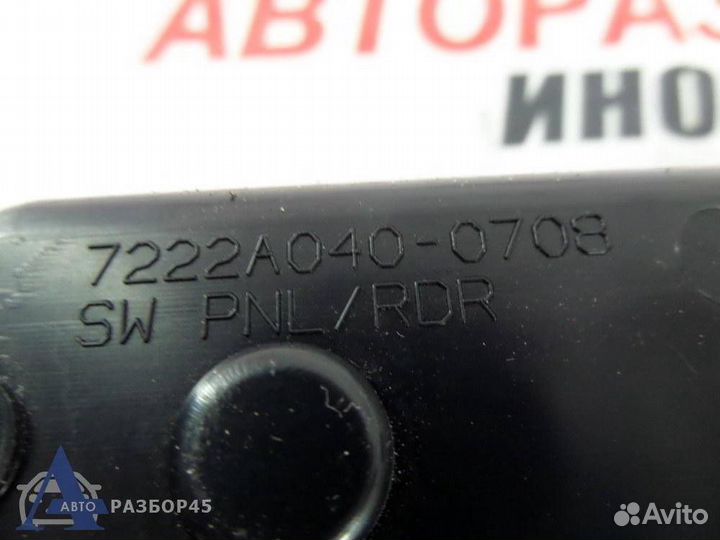 АВТОРАЗ
ИНО
7222A040-0708
SW PNL/RDR
АВТО РАЗБОР45
Avito